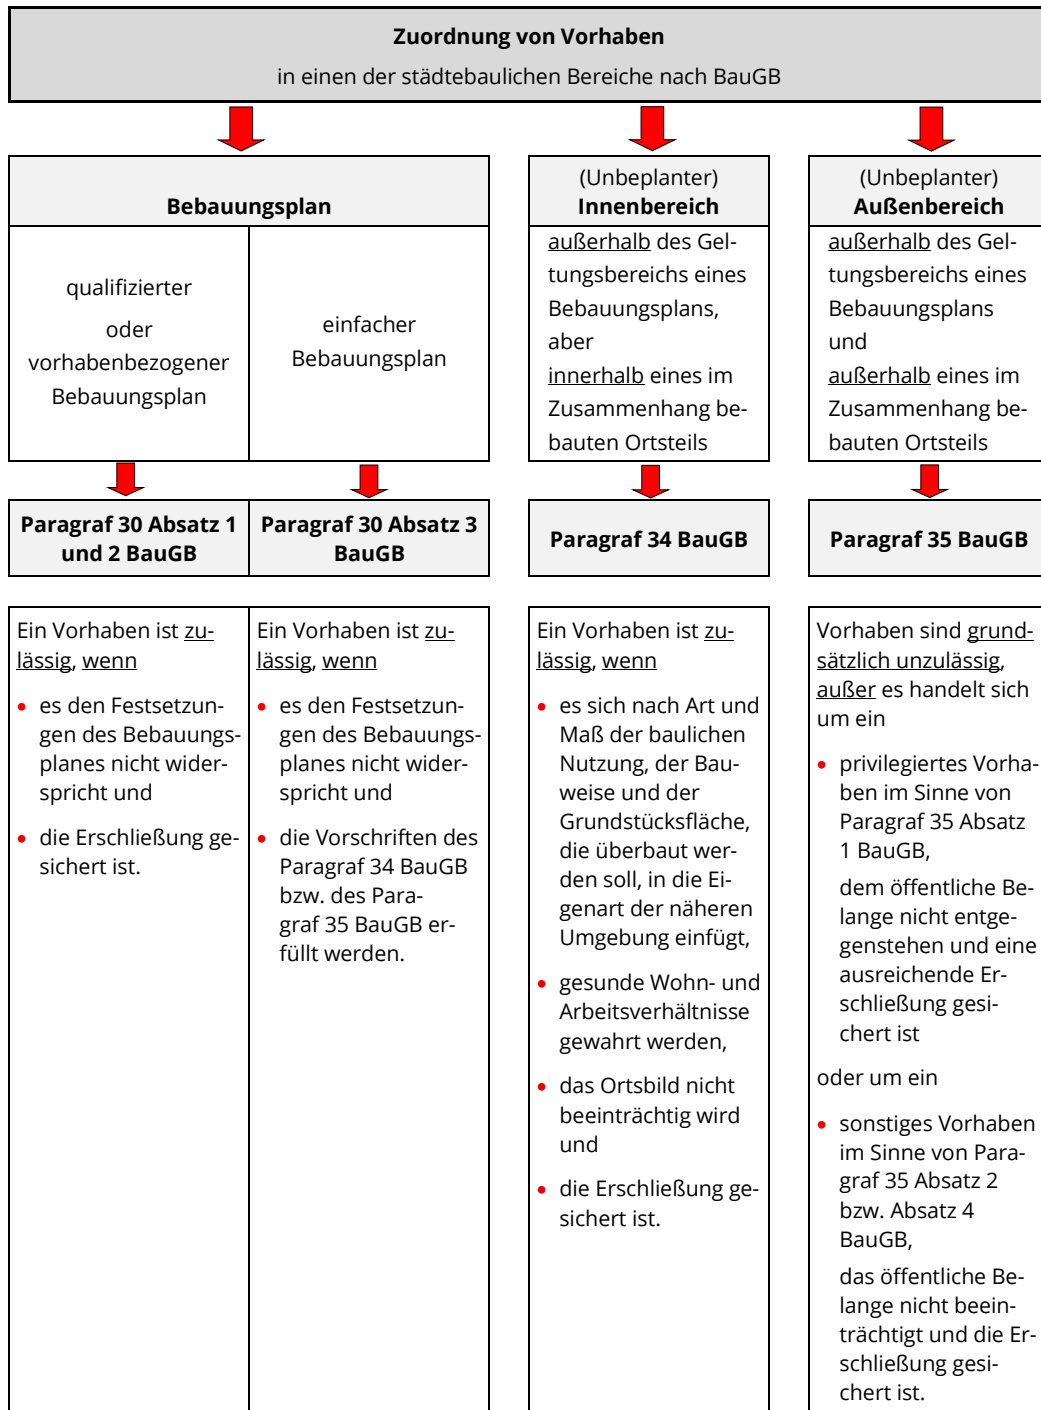 Zuordnung von Vorhaben
in einen der städtebaulichen Bereiche nach BauGB
Bebauungsplan
qualifizierter
oder
vorhabenbezogener
Bebauungsplan
einfacher
Bebauungsplan
(Unbeplanter)
Innenbereich
außerhalb des Gel-
tungsbereichs eines
Bebauungsplans,
aber
innerhalb eines im
Zusammenhang be-
bauten Ortsteils
(Unbeplanter)
Außenbereich
außerhalb des Gel-
tungsbereichs eines
Bebauungsplans
und
außerhalb eines im
Zusammenhang be-
bauten Ortsteils
Paragraf 30 Absatz 1
und 2 BauGB
Paragraf 30 Absatz 3
BauGB
Paragraf 34 BauGB
Paragraf 35 BauGB
Ein Vorhaben ist zu-
lässig, wenn
• es den Festsetzun-
gen des Bebauungs-
planes nicht wider-
spricht und
• die Erschließung ge-
sichert ist.
Ein Vorhaben ist zu-
lässig, wenn
• es den Festsetzun-
gen des Bebauungs-
planes nicht wider-
spricht und
• die Vorschriften des
Paragraf 34 BauGB
bzw. des Para-
graf 35 BauGB er-
füllt werden.
Ein Vorhaben ist zu-
lässig, wenn
• es sich nach Art und
Maß der baulichen
Nutzung, der Bau-
weise und der
Grundstücksfläche,
die überbaut wer-
den soll, in die Ei-
genart der näheren
Umgebung einfügt,
• gesunde Wohn- und
Arbeitsverhältnisse
gewahrt werden,
• das Ortsbild nicht
beeinträchtig wird
und
• die Erschließung ge-
sichert ist.
Vorhaben sind grund-
sätzlich unzulässig,
außer es handelt sich
um ein
• privilegiertes Vorha-
ben im Sinne von
Paragraf 35 Absatz
1 BauGB,
dem öffentliche Be-
lange nicht entge-
genstehen und eine
ausreichende Er-
schließung gesi-
chert ist
oder um ein
• sonstiges Vorhaben
im Sinne von Para-
graf 35 Absatz 2
bzw. Absatz 4
BauGB,
das öffentliche Be-
lange nicht beein-
trächtigt und die Er-
schließung gesi-
chert ist.